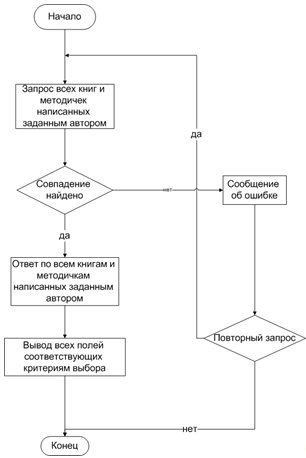 Начало
Запрос всех книг и
методичек
написанных
заданным автором
да
Совпадение
найдено
нет
Сообщение
об ошибке
да
Ответ по всем книгам и
методичкам
написанных заданным
автором
Повторный запрос
Вывод всех полей
соответствующих
критериям выбора
нет
Конец